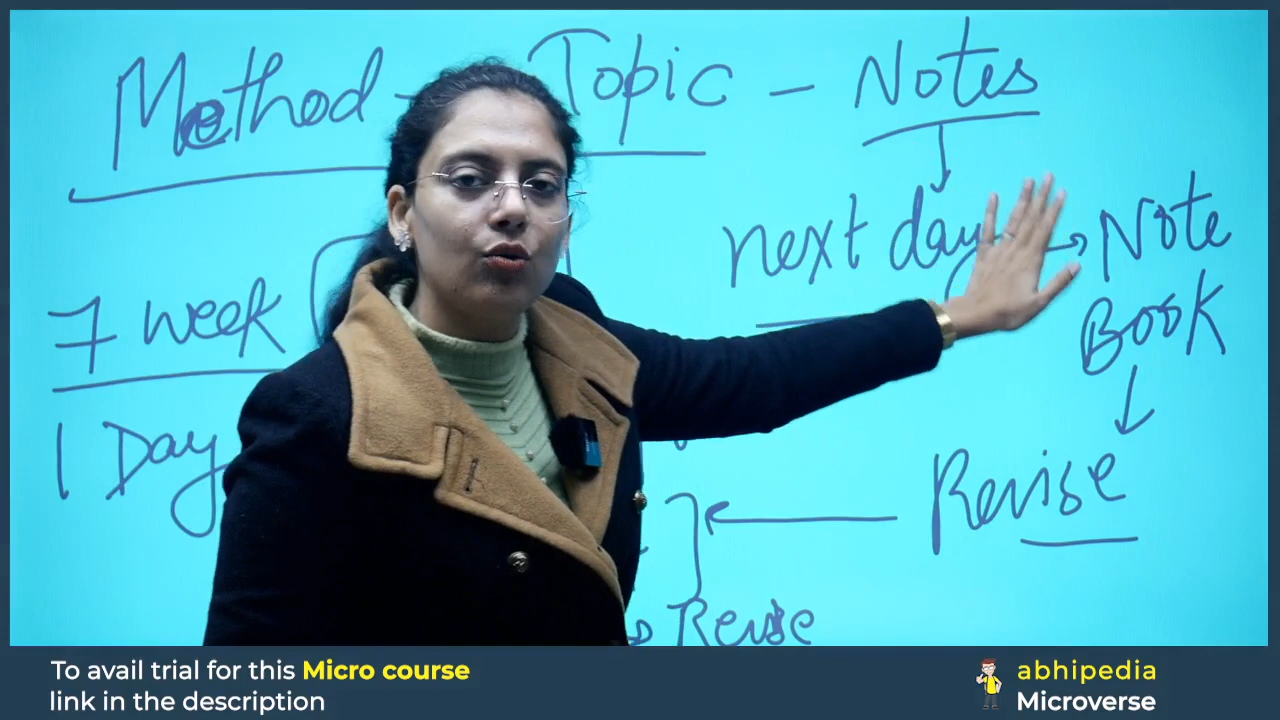 Method - Topic - Notes
next day → Note
Book
7 week
1 Day
Revise
Revise
To avail trial for this Micro course
link in the description
abhipedia
Microverse